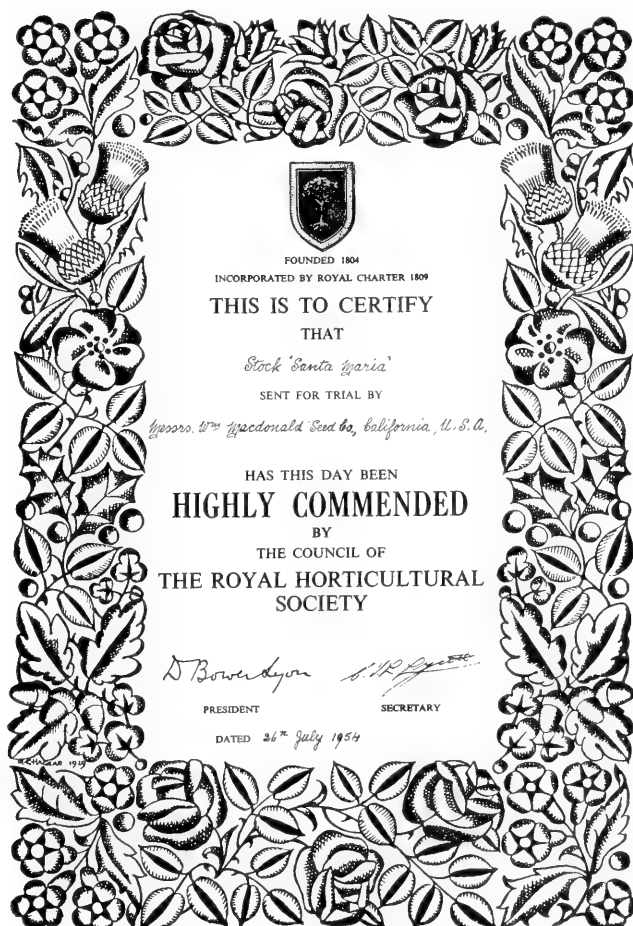 FOUNDED 1804
INCORPORATED BY ROYAL CHARTER 1809
THIS IS TO CERTIFY
THAT
Stock 'Santa Maria'
SENT FOR TRIAL BY
Messrs. Wm Macdonald Seed Co, California, U.S.A.
HAS THIS DAY BEEN
HIGHLY COMMENDED
BY
THE COUNCIL OF
THE ROYAL HORTICULTURAL
SOCIETY
D Bowes Lyon
PRESIDENT SECRETARY
DATED 26th July 1954
HAGGAR 1929